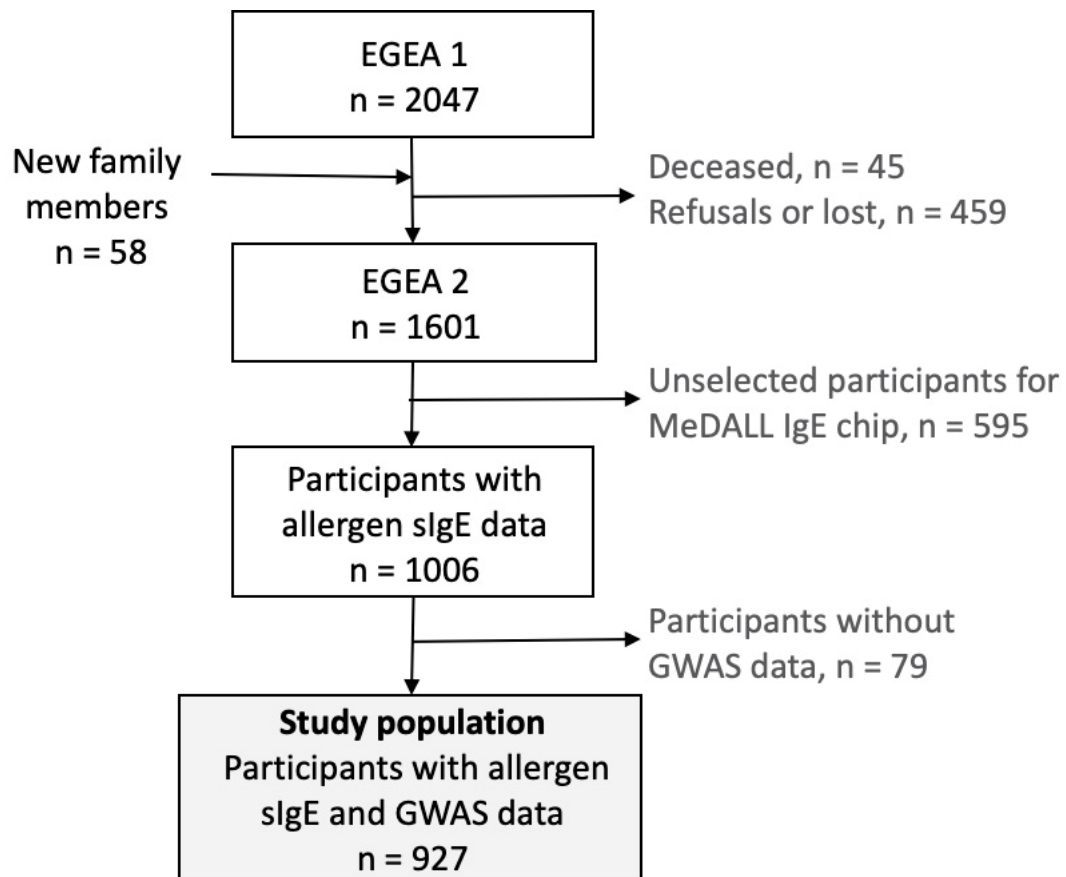 EGEA 1
n = 2047
New family
members
n = 58
Deceased, n = 45
Refusals or lost, n = 459
EGEA 2
n = 1601
Unselected participants for
MeDALL IgE chip, n = 595
Participants with
allergen sIgE data
n = 1006
Participants without
GWAS data, n = 79
Study population
Participants with allergen
sIgE and GWAS data
n = 927